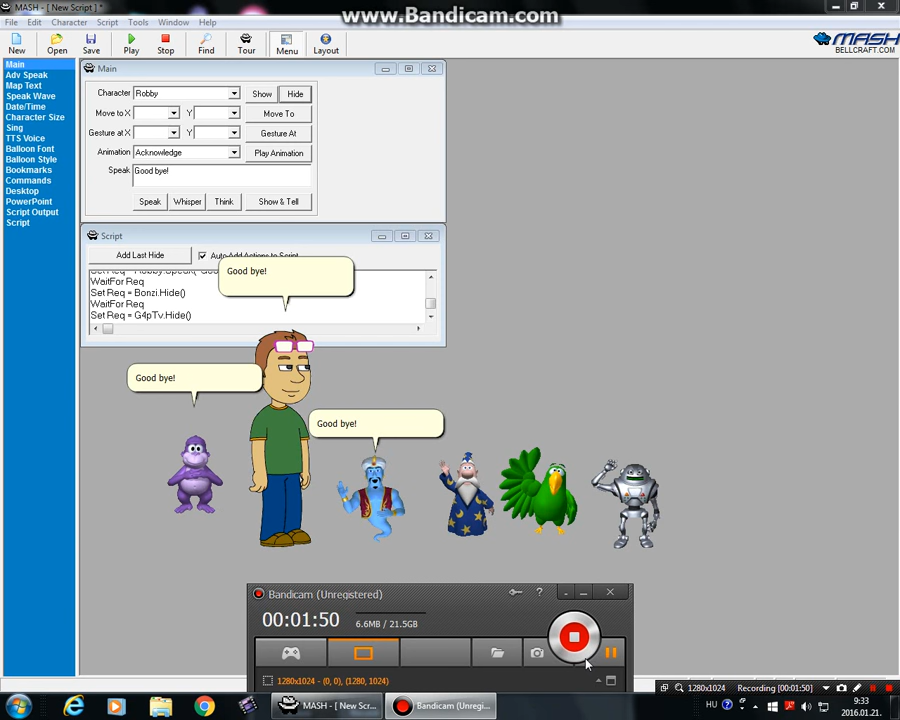 MASH - [ New Script * ]
www.Bandicam.com
File Edit Character Script Tools Window Help
New Open Save Play Stop Find Tour Menu Layout
MASH
BELLCRAFT.COM
Main
Adv Speak
Map Text
Speak Wave
Date/Time
Character Size
Sing
TTS Voice
Balloon Font
Balloon Style
Bookmarks
Commands
Desktop
PowerPoint
Script Output
Script
Main
Character Robby Show Hide
Move to X Y Move To
Gesture at X Y Gesture At
Animation Acknowledge Play Animation
Speak Good bye!
Speak Whisper Think Show & Tell
Script
Add Last Hide Auto Add Actions to Script
WaitFor Req
Set Req = Bonzi.Hide()
WaitFor Req
Set Req = G4pTv.Hide()
Good bye!
Good bye!
Good bye!
Bandicam (Unregistered)
00:01:50 6.6MB / 21.5GB
1280x1024 - (0, 0), (1280, 1024)
1280x1024 Recording [00:01:50]
MASH - [ New Scr...
Bandicam (Unregi...
HU
9:33
2016.01.21.